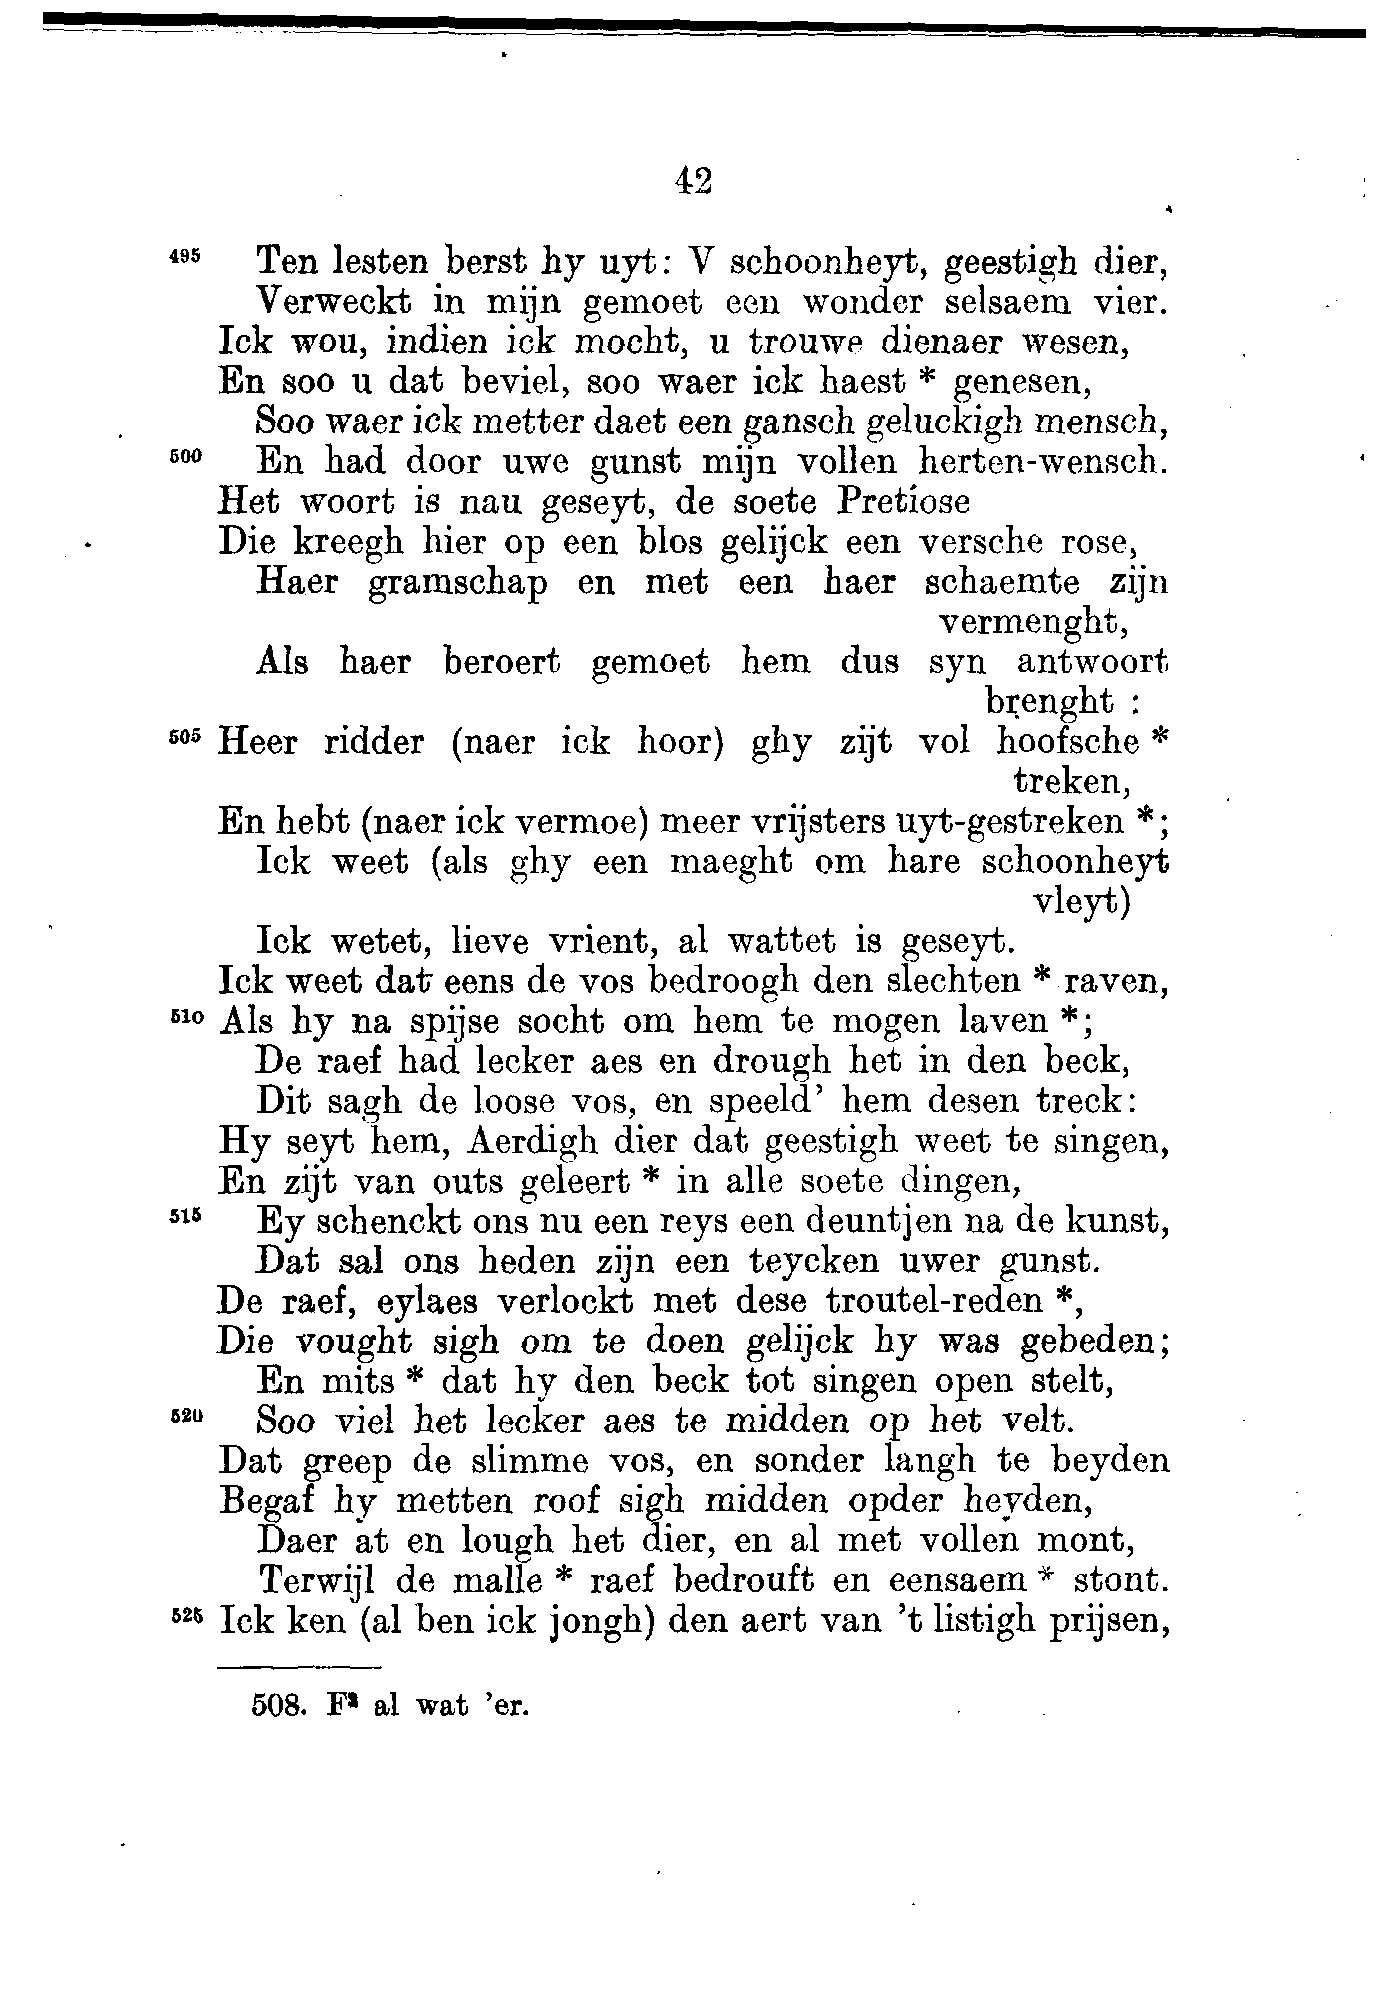 42
495 Ten lesten berst hy uyt: V schoonheyt, geestigh dier,
Verweckt in mijn gemoet een wonder selsaem vier.
Ick wou, indien ick mocht, u trouwe dienaer wesen,
En soo u dat beviel, soo waer ick haest * genesen,
Soo waer ick metter daet een gansch geluckigh mensch,
500 En had door uwe gunst mijn vollen herten-wensch.
Het woort is nau geseyt, de soete Pretiose
Die kreegh hier op een blos gelijck een versche rose,
Haer gramschap en met een haer schaemte zijn
vermenght,
Als haer beroert gemoet hem dus syn antwoort
brenght:
505 Heer ridder (naer ick hoor) ghy zijt vol hoofsche *
treken,
En hebt (naer ick vermoe) meer vrijsters uyt-gestreken *;
Ick weet (als ghy een maeght om hare schoonheyt
vleyt)
Ick wetet, lieve vrient, al wattet is geseyt.
Ick weet dat eens de vos bedroogh den slechten * raven,
510 Als hy na spijse socht om hem te mogen laven *;
De raef had lecker aes en drough het in den beck,
Dit sagh de loose vos, en speeld' hem desen treck:
Hy seyt hem, Aerdigh dier dat geestigh weet te singen,
En zijt van outs geleert * in alle soete dingen,
515 Ey schenckt ons nu een reys een deuntjen na de kunst,
Dat sal ons heden zijn een teycken uwer gunst.
De raef, eylaes verlockt met dese troutel-reden *,
Die vought sigh om te doen gelijck hy was gebeden;
En mits * dat hy den beck tot singen open stelt,
520 Soo viel het lecker aes te midden op het velt.
Dat greep de slimme vos, en sonder langh te beyden
Begaf hy metten roof sigh midden opder heyden,
Daer at en lough het dier, en al met vollen mont,
Terwijl de malle * raef bedrouft en eensaem * stont.
525 Ick ken (al ben ick jongh) den aert van 't listigh prijsen,
508. F² al wat 'er.